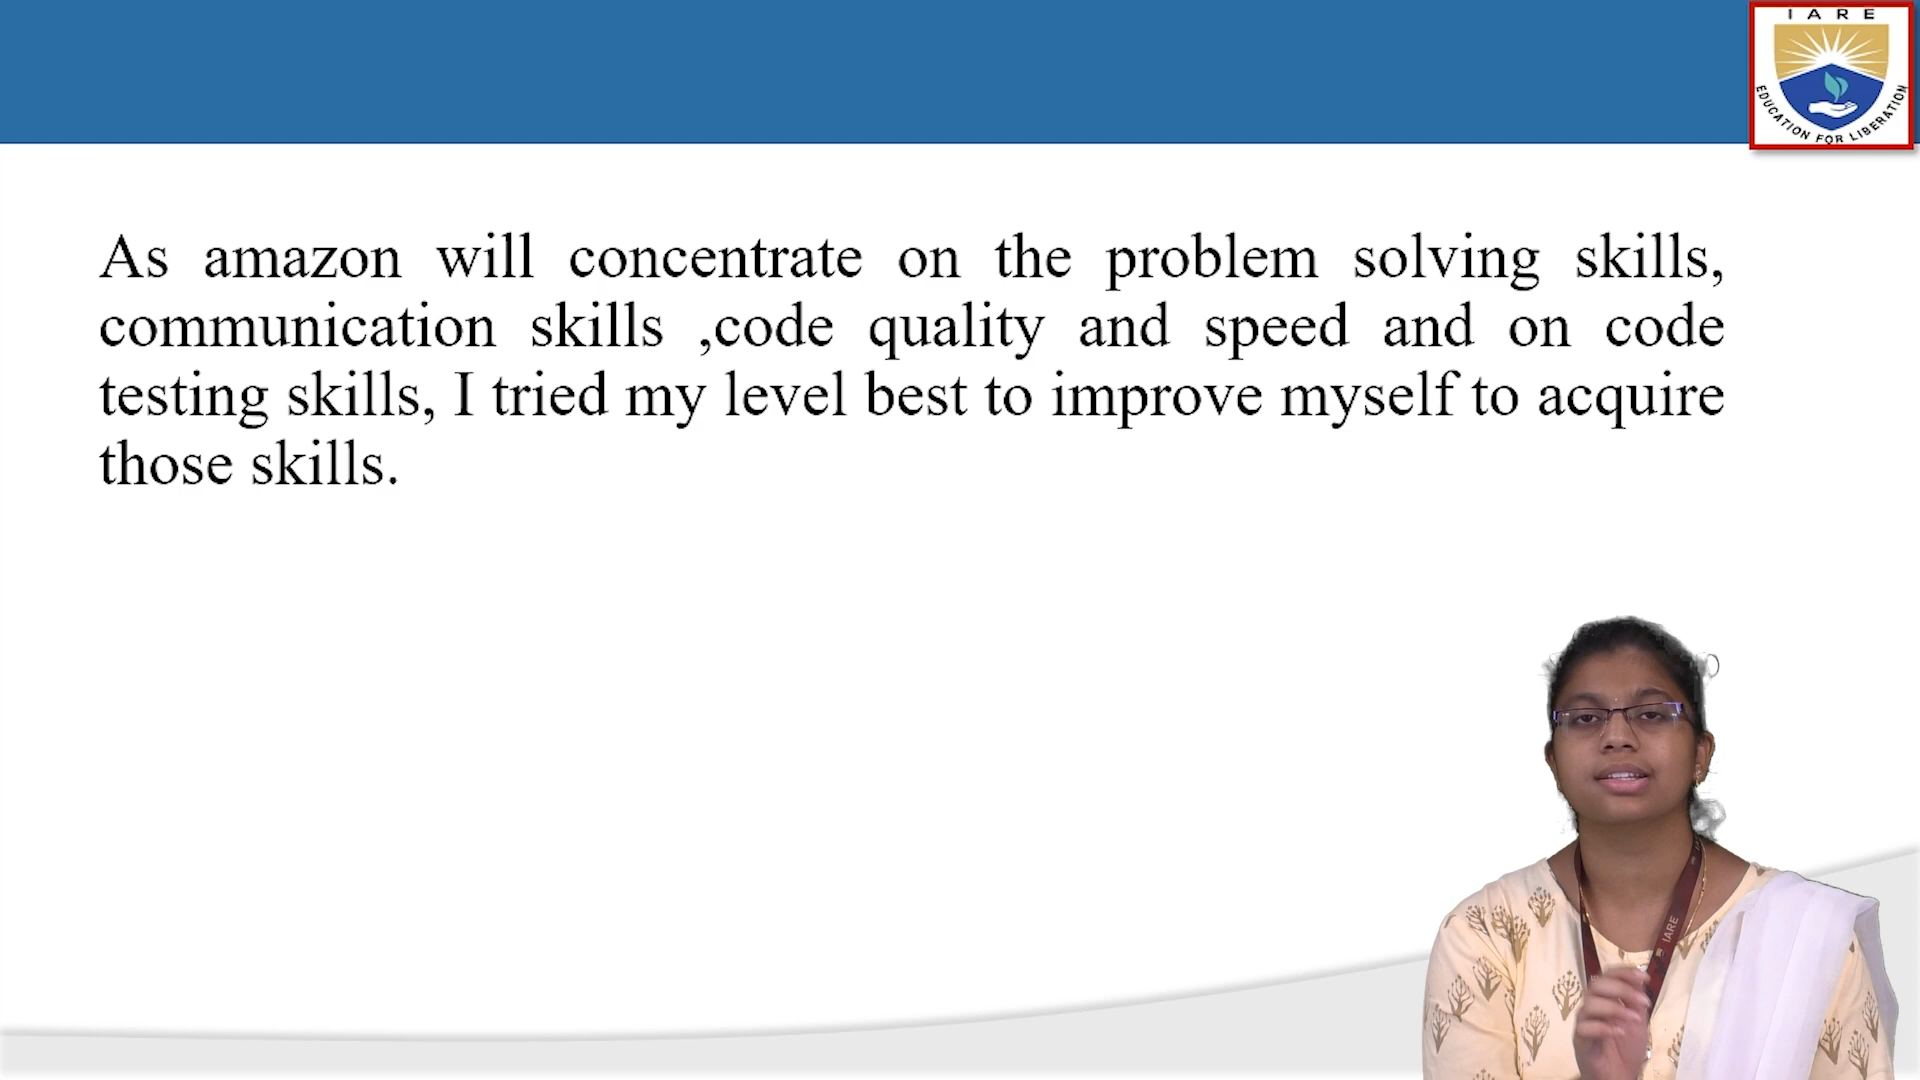 I A R E
EDUCATION FOR LIBERATION
As amazon will concentrate on the problem solving skills,
communication skills ,code quality and speed and on code
testing skills, I tried my level best to improve myself to acquire
those skills.
IARE